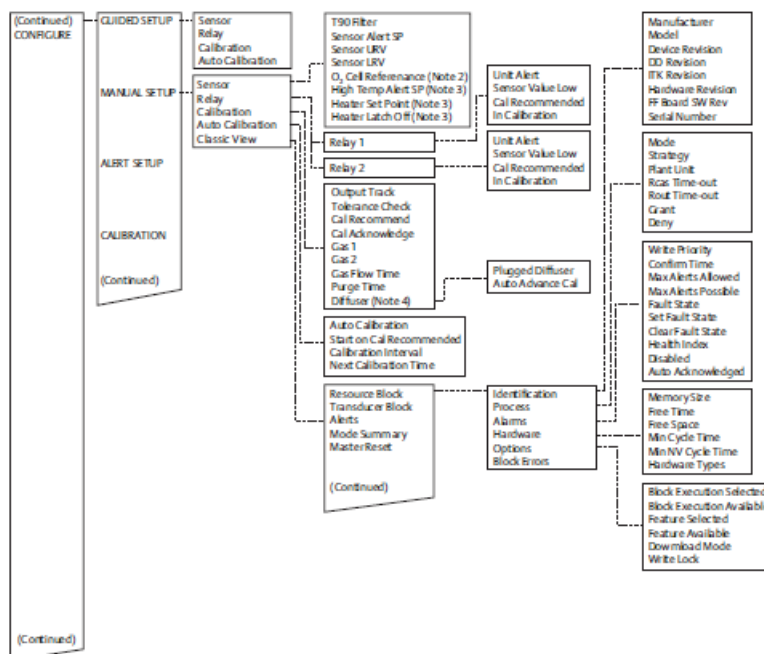 (Continued)
CONFIGURE
(Continued)
GUIDED SETUP
MANUAL SETUP
ALERT SETUP
CALIBRATION
(Continued)
Sensor
Relay
Calibration
Auto Calibration
Sensor
Relay
Calibration
Auto Calibration
Classic View
T90 Filter
Sensor Alert SP
Sensor URV
Sensor LRV
O₂ Cell Referenance (Note 2)
High Temp Alert SP (Note 3)
Heater Set Point (Note 3)
Heater Latch Off (Note 3)
Relay 1
Relay 2
Output Track
Tolerance Check
Cal Recommend
Cal Acknowledge
Gas 1
Gas 2
Gas Flow Time
Purge Time
Diffuser (Note 4)
Auto Calibration
Start on Cal Recommended
Calibration Interval
Next Calibration Time
Resource Block
Transducer Block
Alerts
Mode Summary
Master Reset
(Continued)
Unit Alert
Sensor Value Low
Cal Recommended
In Calibration
Unit Alert
Sensor Value Low
Cal Recommended
In Calibration
Plugged Diffuser
Auto Advance Cal
Identification
Process
Alarms
Hardware
Options
Block Errors
Manufacturer
Model
Device Revision
DD Revision
ITK Revision
Hardware Revision
FF Board SW Rev
Serial Number
Mode
Strategy
Plant Unit
Rcas Time-out
Rout Time-out
Grant
Deny
Write Priority
Confirm Time
Max Alerts Allowed
Max Alerts Possible
Fault State
Set Fault State
Clear Fault State
Health Index
Disabled
Auto Acknowledged
Memory Size
Free Time
Free Space
Min Cycle Time
Min NV Cycle Time
Hardware Types
Block Execution Selected
Block Execution Available
Feature Selected
Feature Available
Dowmload Mode
Write Lock